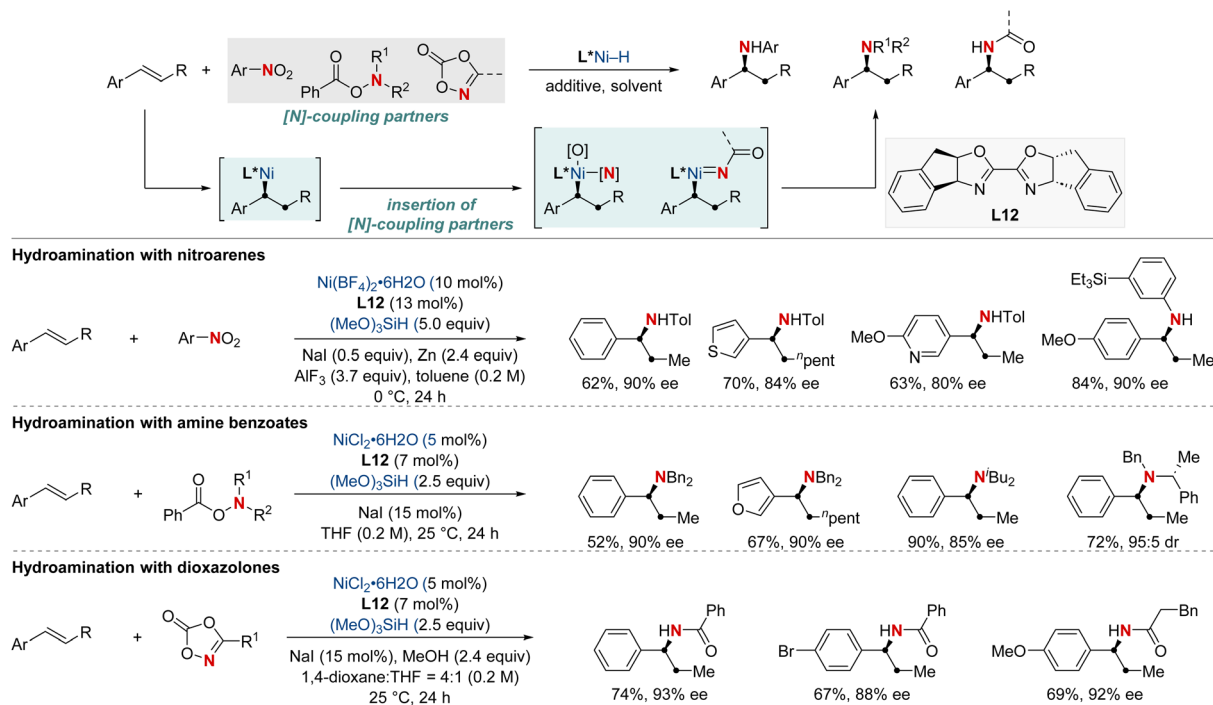 Ar R + Ar–NO2 Ph O O N R1 R2 O O O N L*Ni–H additive, solvent NHAr Ar R NR1R2 Ar R HN O Ar R
[N]-coupling partners
L* Ni Ar R
insertion of
[N]-coupling partners
[O] L*Ni [N] Ar R L*Ni N O Ar R
O O N N
L12
Hydroamination with nitroarenes
Ni(BF4)2•6H2O (10 mol%)
L12 (13 mol%)
(MeO)3SiH (5.0 equiv)
Ar R + Ar–NO2
NaI (0.5 equiv), Zn (2.4 equiv)
AlF3 (3.7 equiv), toluene (0.2 M)
0 °C, 24 h
NHTol Me
62%, 90% ee
NHTol S npent
70%, 84% ee
NHTol MeO N Me
63%, 80% ee
Et3Si NH MeO Me
84%, 90% ee
Hydroamination with amine benzoates
NiCl2•6H2O (5 mol%)
L12 (7 mol%)
(MeO)3SiH (2.5 equiv)
Ar R + Ph O O N R1 R2
NaI (15 mol%)
THF (0.2 M), 25 °C, 24 h
NBn2 Me
52%, 90% ee
NBn2 O npent
67%, 90% ee
NiBu2 Me
90%, 85% ee
Bn N Me Ph Me
72%, 95:5 dr
Hydroamination with dioxazolones
NiCl2•6H2O (5 mol%)
L12 (7 mol%)
(MeO)3SiH (2.5 equiv)
Ar R + O O O N R1
NaI (15 mol%), MeOH (2.4 equiv)
1,4-dioxane:THF = 4:1 (0.2 M)
25 °C, 24 h
Ph HN O Me
74%, 93% ee
Ph HN O Br Me
67%, 88% ee
Bn HN O MeO Me
69%, 92% ee